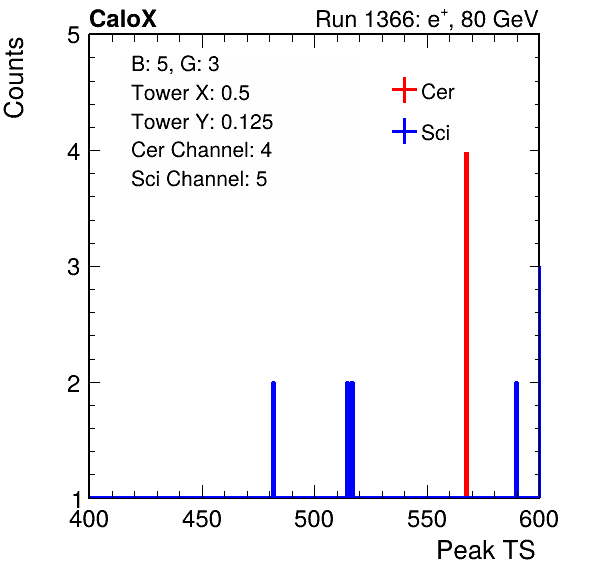 CaloX Run 1366: e⁺, 80 GeV
Counts
5
B: 5, G: 3
Tower X: 0.5
Tower Y: 0.125
Cer Channel: 4
Sci Channel: 5
Cer
Sci
4
3
2
1
400 450 500 550 600
Peak TS